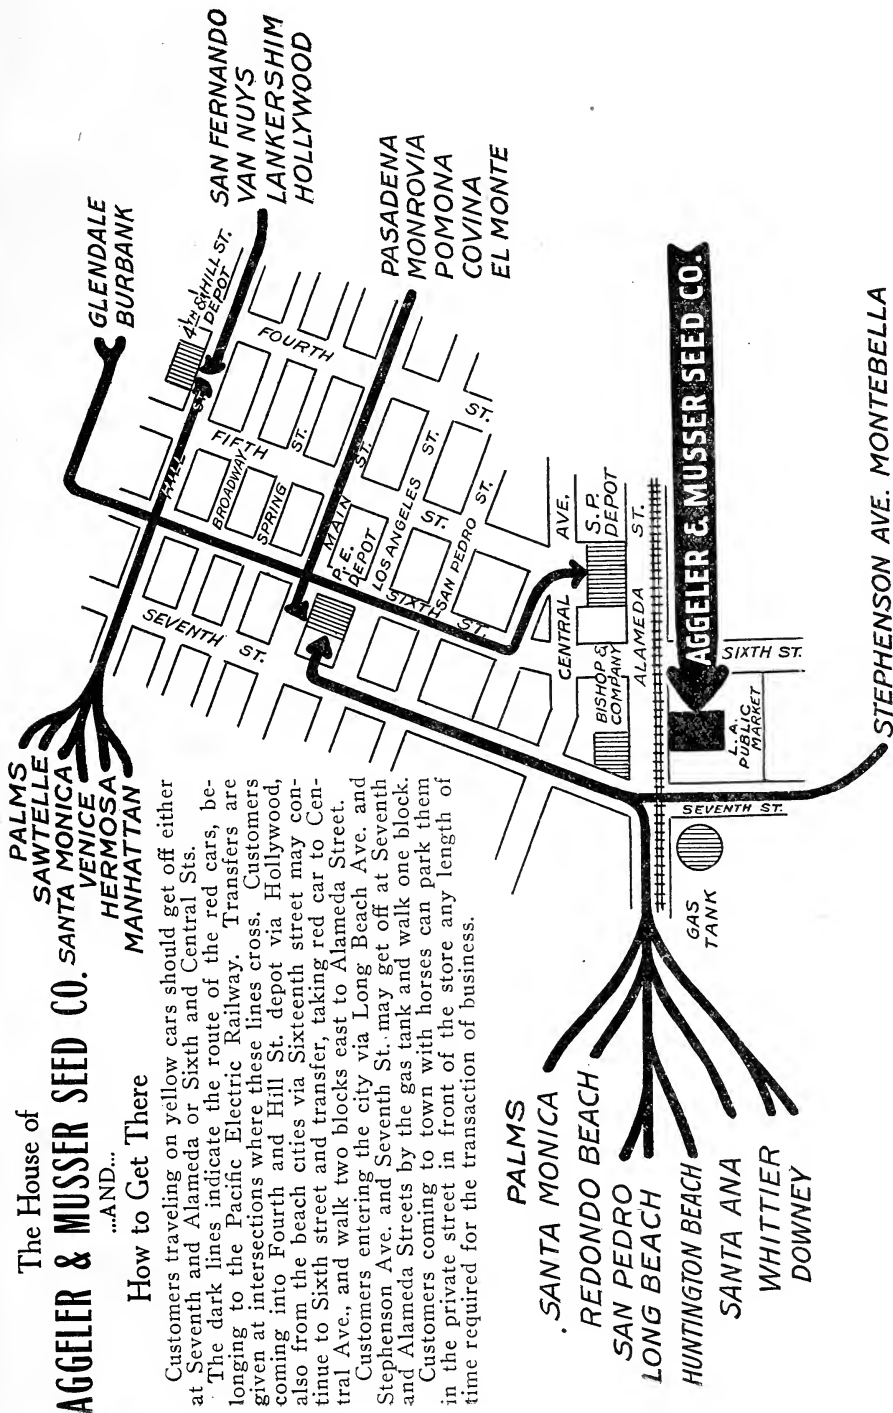 The House of
AGGELER & MUSSER SEED CO.
...AND...
How to Get There
Customers traveling on yellow cars should get off either
at Seventh and Alameda or Sixth and Central Sts.
The dark lines indicate the route of the red cars, be-
longing to the Pacific Electric Railway. Transfers are
given at intersections where these lines cross. Customers
coming into Fourth and Hill St. depot via Hollywood,
also from the beach cities via Sixteenth street may con-
tinue to Sixth street and transfer, taking red car to Cen-
tral Ave., and walk two blocks east to Alameda Street.
Customers entering the city via Long Beach Ave. and
Stephenson Ave. and Seventh St. may get off at Seventh
and Alameda Streets by the gas tank and walk one block.
Customers coming to town with horses can park them
in the private street in front of the store any length of
time required for the transaction of business.
PALMS
SAWTELLE
SANTA MONICA
VENICE
HERMOSA
MANHATTAN
GLENDALE
BURBANK
SAN FERNANDO
VAN NUYS
LANKERSHIM
HOLLYWOOD
4TH & HILL ST.
DEPOT
PASADENA
MONROVIA
POMONA
COVINA
EL MONTE
HILL ST.
BROADWAY
SPRING ST.
MAIN ST.
LOS ANGELES ST.
SAN PEDRO ST.
FOURTH ST.
FIFTH ST.
SIXTH ST.
SEVENTH ST.
P.E.
DEPOT
CENTRAL AVE.
S.P.
DEPOT
BISHOP &
COMPANY
ALAMEDA ST.
AGGELER & MUSSER SEED CO.
SIXTH ST.
L.A.
PUBLIC
MARKET
SEVENTH ST.
GAS
TANK
STEPHENSON AVE. MONTEBELLA
PALMS
SANTA MONICA
REDONDO BEACH
SAN PEDRO
LONG BEACH
HUNTINGTON BEACH
SANTA ANA
WHITTIER
DOWNEY